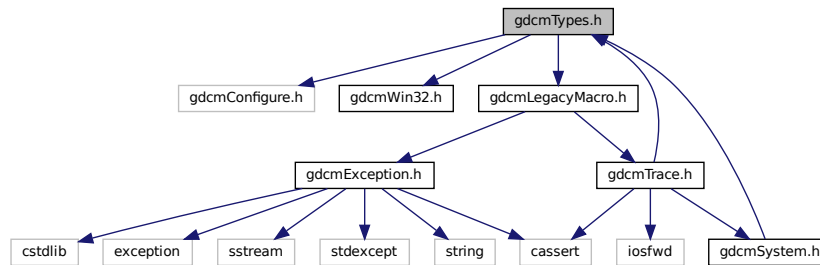 gdcmTypes.h
gdcmConfigure.h
gdcmWin32.h
gdcmLegacyMacro.h
gdcmException.h
gdcmTrace.h
cstdlib
exception
sstream
stdexcept
string
cassert
iosfwd
gdcmSystem.h